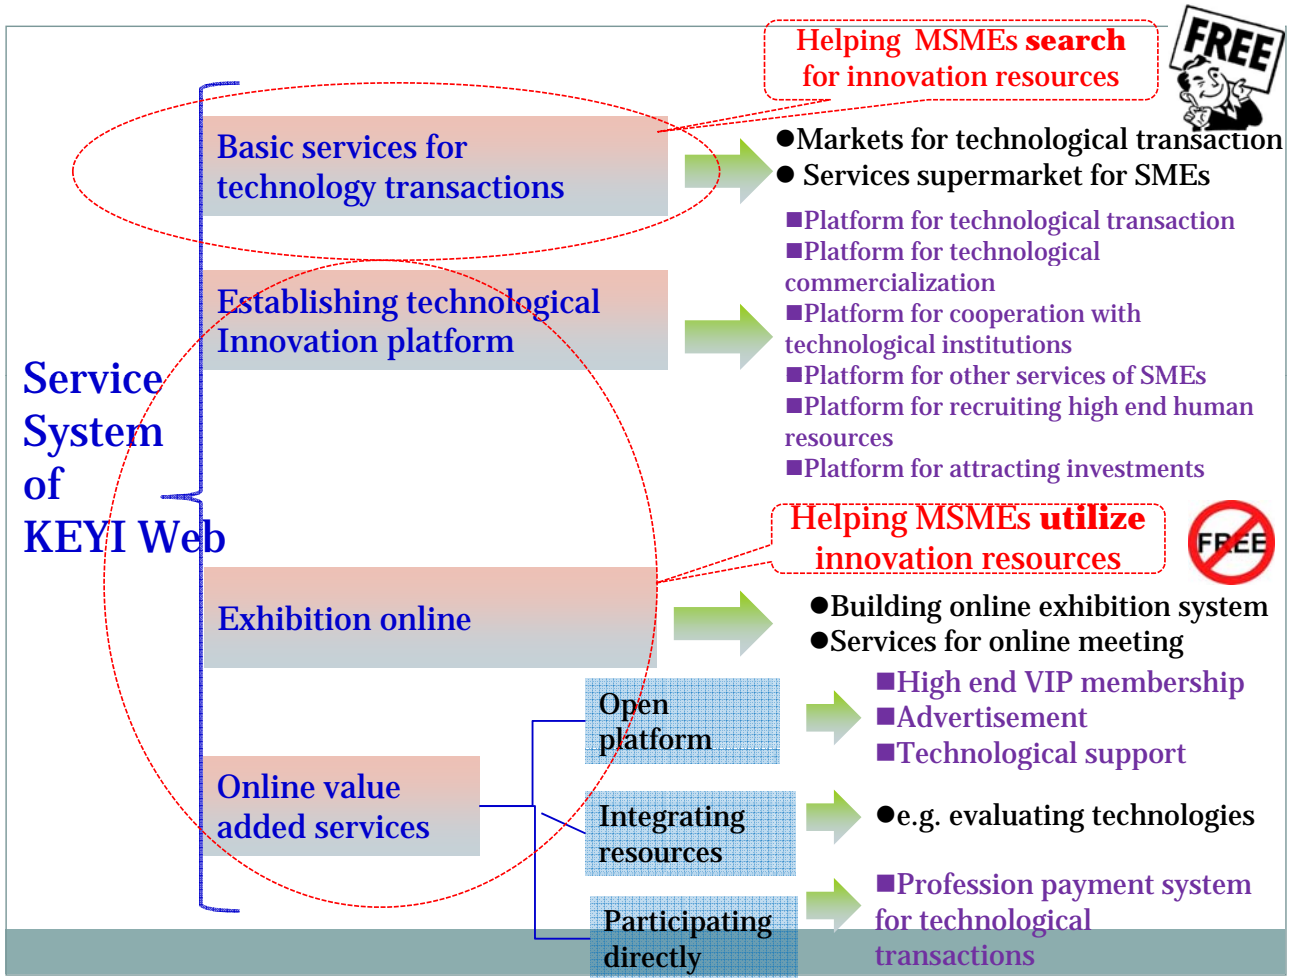 Helping MSMEs search
for innovation resources
FREE
Basic services for
technology transactions
●Markets for technological transaction
● Services supermarket for SMEs
Establishing technological
Innovation platform
■Platform for technological transaction
■Platform for technological
commercialization
■Platform for cooperation with
technological institutions
■Platform for other services of SMEs
■Platform for recruiting high end human
resources
■Platform for attracting investments
Service
System
of
KEYI Web
Helping MSMEs utilize
innovation resources
FREE
Exhibition online
●Building online exhibition system
●Services for online meeting
Online value
added services
Open
platform
■High end VIP membership
■Advertisement
■Technological support
Integrating
resources
●e.g. evaluating technologies
Participating
directly
■Profession payment system
for technological
transactions